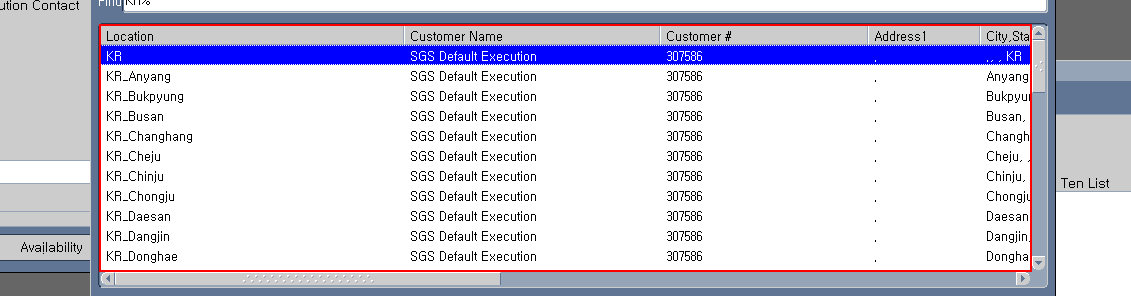 ution Contact
Find KR%
Location Customer Name Customer # Address1 City,Sta
KR SGS Default Execution 307586 , , , , KR
KR_Anyang SGS Default Execution 307586 , Anyang
KR_Bukpyung SGS Default Execution 307586 , Bukpyu
KR_Busan SGS Default Execution 307586 , Busan,
KR_Changhang SGS Default Execution 307586 , Changh
KR_Cheju SGS Default Execution 307586 , Cheju, ,
KR_Chinju SGS Default Execution 307586 , Chinju,
KR_Chongju SGS Default Execution 307586 , Chongju
KR_Daesan SGS Default Execution 307586 , Daesan
KR_Dangjin SGS Default Execution 307586 , Dangjin,
KR_Donghae SGS Default Execution 307586 , Dongha
Ten List
Availability